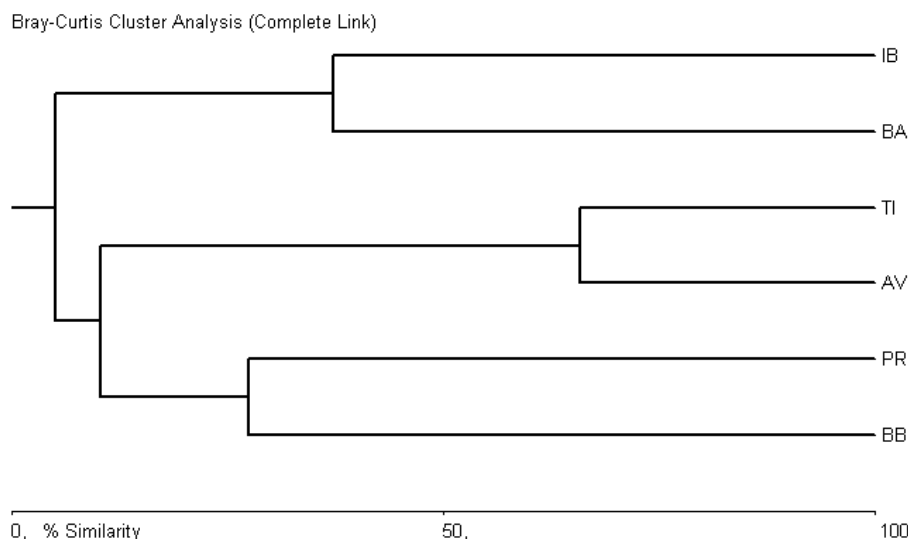 Bray-Curtis Cluster Analysis (Complete Link)
IB
BA
TI
AV
PR
BB
0, % Similarity 50, 100